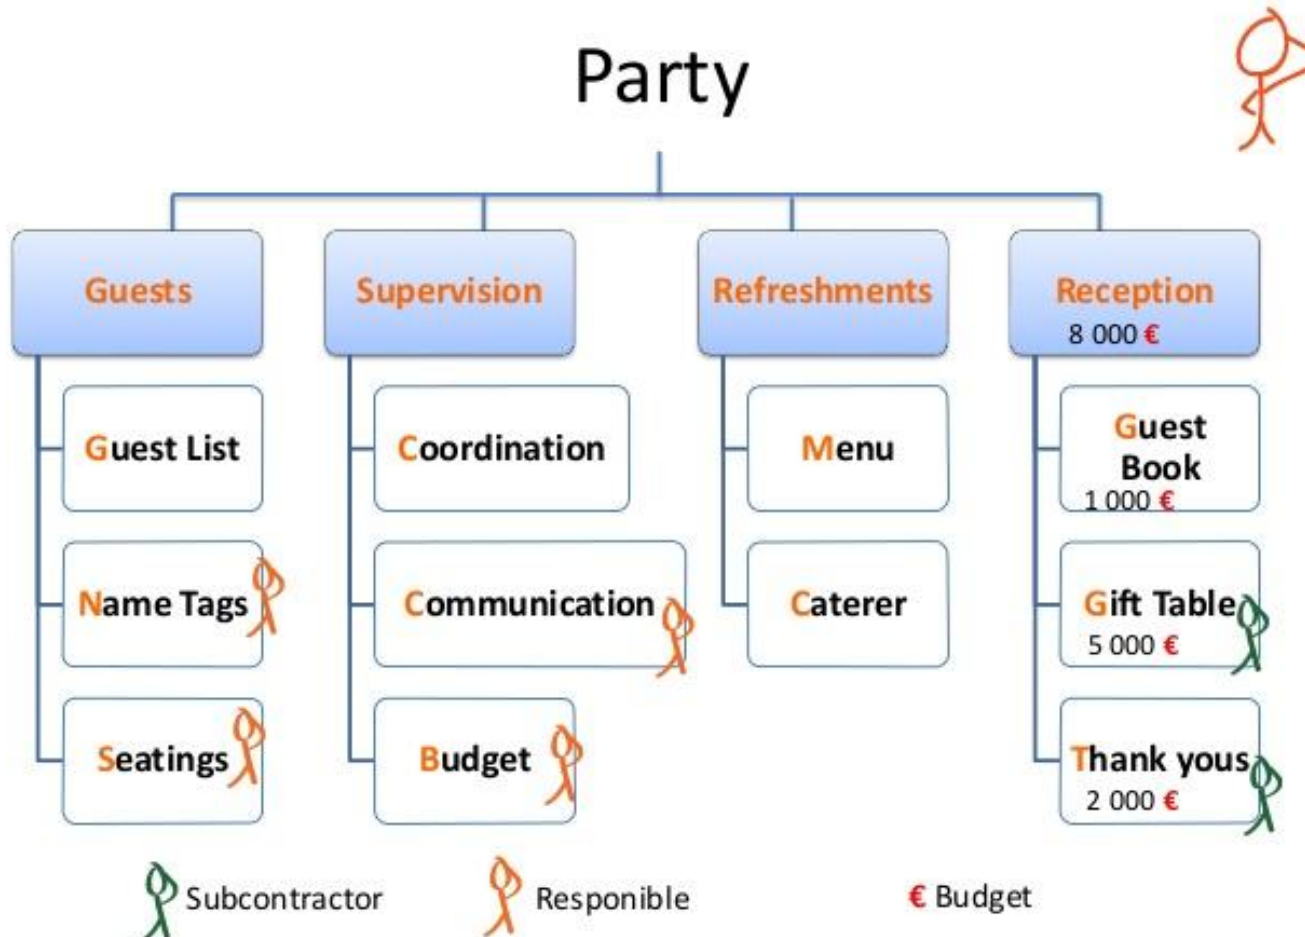 Party
Guests
Supervision
Refreshments
Reception
8 000 €
Guest List
Coordination
Menu
Guest
Book
1 000 €
Name Tags
Communication
Caterer
Gift Table
5 000 €
Seatings
Budget
Thank yous
2 000 €
Subcontractor
Responible
€ Budget